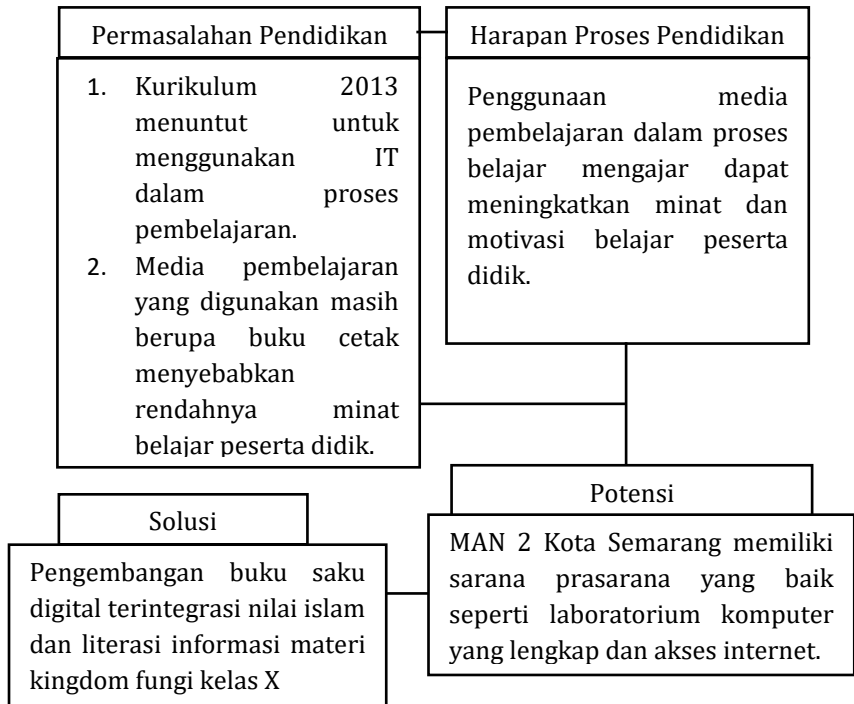 Permasalahan Pendidikan
1. Kurikulum 2013
menuntut untuk
menggunakan IT
dalam proses
pembelajaran.
2. Media pembelajaran
yang digunakan masih
berupa buku cetak
menyebabkan
rendahnya minat
belajar peserta didik.
Harapan Proses Pendidikan
Penggunaan media
pembelajaran dalam proses
belajar mengajar dapat
meningkatkan minat dan
motivasi belajar peserta
didik.
Potensi
MAN 2 Kota Semarang memiliki
sarana prasarana yang baik
seperti laboratorium komputer
yang lengkap dan akses internet.
Solusi
Pengembangan buku saku
digital terintegrasi nilai islam
dan literasi informasi materi
kingdom fungi kelas X